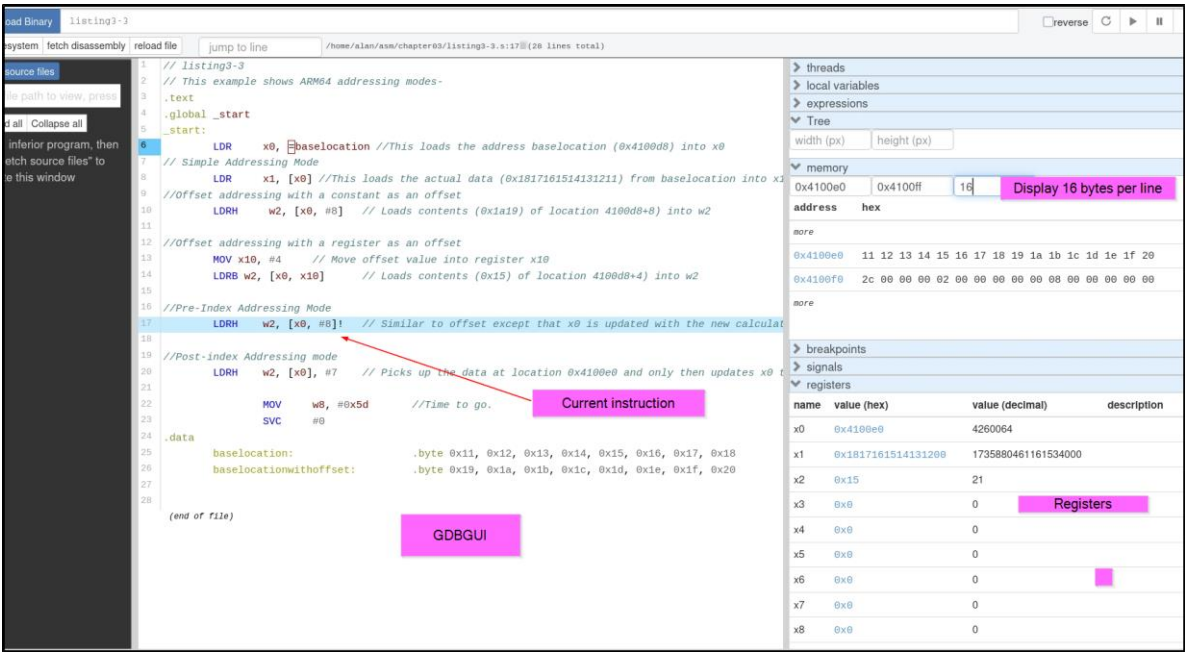 oad Binary listing3-3 reverse
esystem fetch disassembly reload file jump to line /home/alan/asm/chapter03/listing3-3.s:17 (28 lines total)
source files
ile path to view, press
d all Collapse all
inferior program, then
etch source files" to
te this window
1 // listing3-3
2 // This example shows ARM64 addressing modes-
3 .text
4 .global _start
5 _start:
6 LDR x0, =baselocation //This loads the address baselocation (0x4100d8) into x0
7 // Simple Addressing Mode
8 LDR x1, [x0] //This loads the actual data (0x1817161514131211) from baselocation into x1
9 //Offset addressing with a constant as an offset
10 LDRH w2, [x0, #8] // Loads contents (0x1a19) of location 4100d8+8) into w2
11
12 //Offset addressing with a register as an offset
13 MOV x10, #4 // Move offset value into register x10
14 LDRB w2, [x0, x10] // Loads contents (0x15) of location 4100d8+4) into w2
15
16 //Pre-Index Addressing Mode
17 LDRH w2, [x0, #8]! // Similar to offset except that x0 is updated with the new calculat
18
19 //Post-index Addressing mode
20 LDRH w2, [x0], #7 // Picks up the data at location 0x4100e0 and only then updates x0 t
21
22 MOV w8, #0x5d //Time to go.
23 SVC #0
24 .data
25 baselocation: .byte 0x11, 0x12, 0x13, 0x14, 0x15, 0x16, 0x17, 0x18
26 baselocationwithoffset: .byte 0x19, 0x1a, 0x1b, 0x1c, 0x1d, 0x1e, 0x1f, 0x20
27
28
(end of file)
Current instruction
GDBGUI
threads
local variables
expressions
Tree
width (px) height (px)
memory
0x4100e0 0x4100ff 16 Display 16 bytes per line
address hex
more
0x4100e0 11 12 13 14 15 16 17 18 19 1a 1b 1c 1d 1e 1f 20
0x4100f0 2c 00 00 00 02 00 00 00 00 00 08 00 00 00 00 00
more
breakpoints
signals
registers
name value (hex) value (decimal) description
x0 0x4100e0 4260064
x1 0x1817161514131200 1735880461161534000
x2 0x15 21
x3 0x0 0 Registers
x4 0x0 0
x5 0x0 0
x6 0x0 0
x7 0x0 0
x8 0x0 0